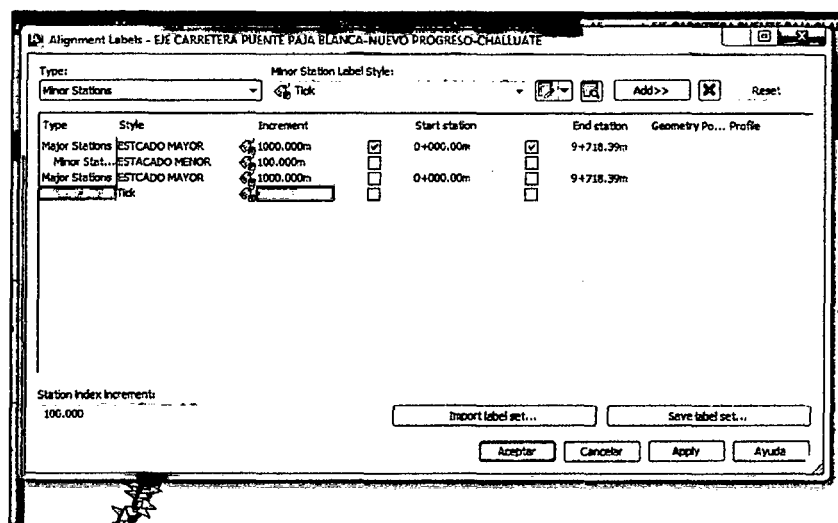 Alignment Labels - EJE CARRETERA PUENTE PAJA BLANCA-NUEVO PROGRESO-CHALLUATE
Type: Minor Station Label Style:
Minor Stations Tick Add>> Reset
Type Style Increment Start station End station Geometry Po... Profile
Major Stations ESTCADO MAYOR 1000.000m 0+000.00m 9+718.39m
Minor Stat... ESTACADO MENOR 100.000m
Major Stations ESTCADO MAYOR 1000.000m 0+000.00m 9+718.39m
Tick
Station Index Increment:
100.000 Import label set... Save label set...
Aceptar Cancelar Apply Ayuda